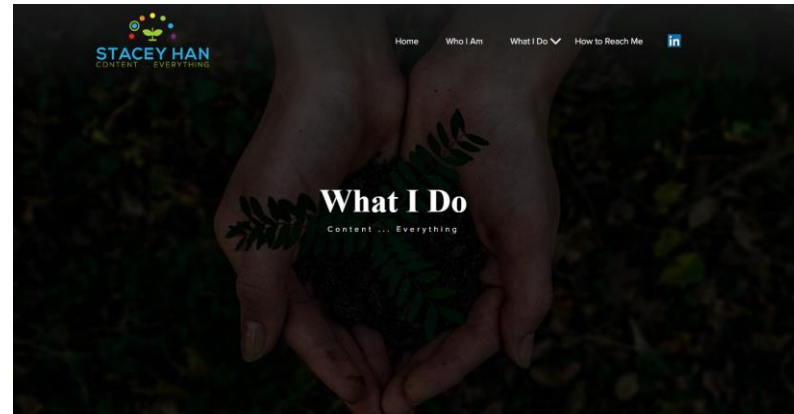 STACEY HAN
CONTENT ... EVERYTHING
Home
Who I Am
What I Do
How to Reach Me
in
What I Do
Content ... Everything